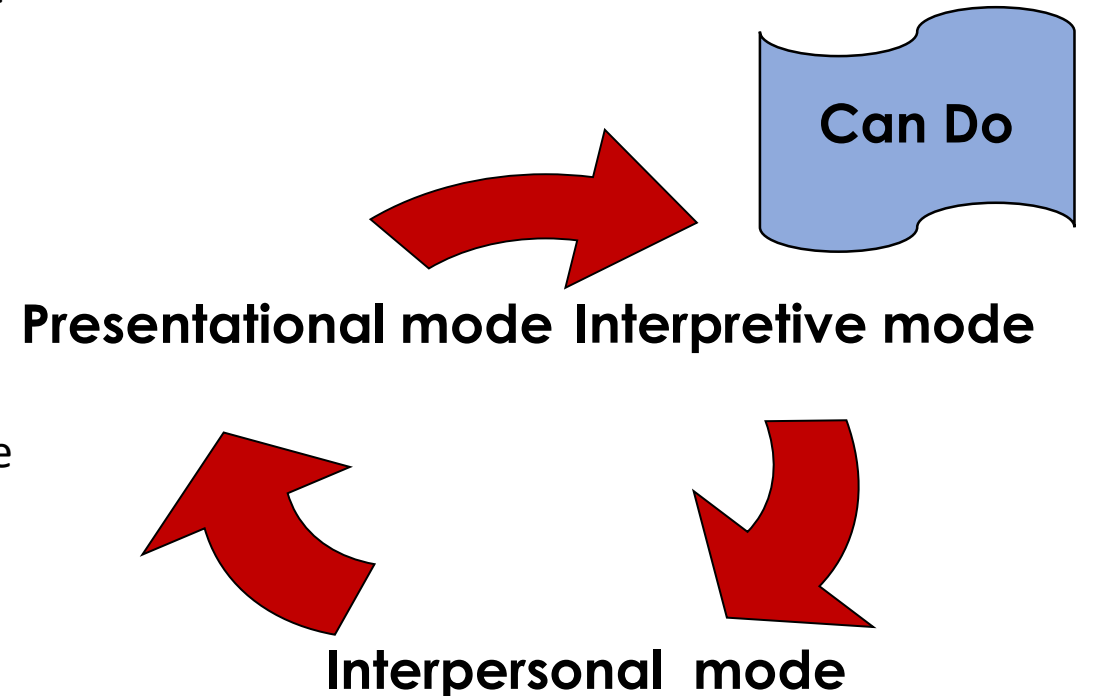 Can Do
Presentational mode Interpretive mode
e
Interpersonal mode